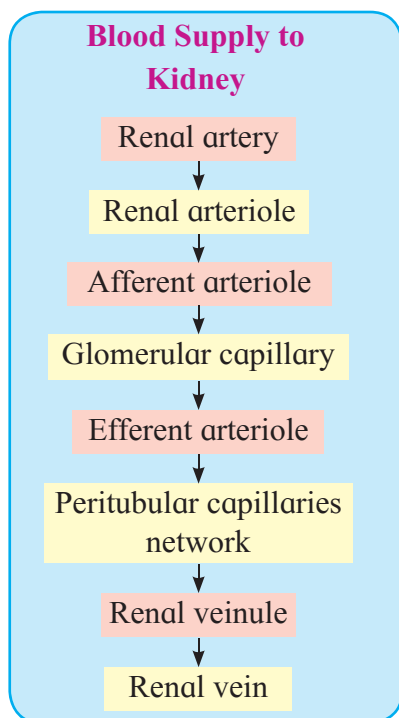 Blood Supply to
Kidney
Renal artery
Renal arteriole
Afferent arteriole
Glomerular capillary
Efferent arteriole
Peritubular capillaries
network
Renal veinule
Renal vein